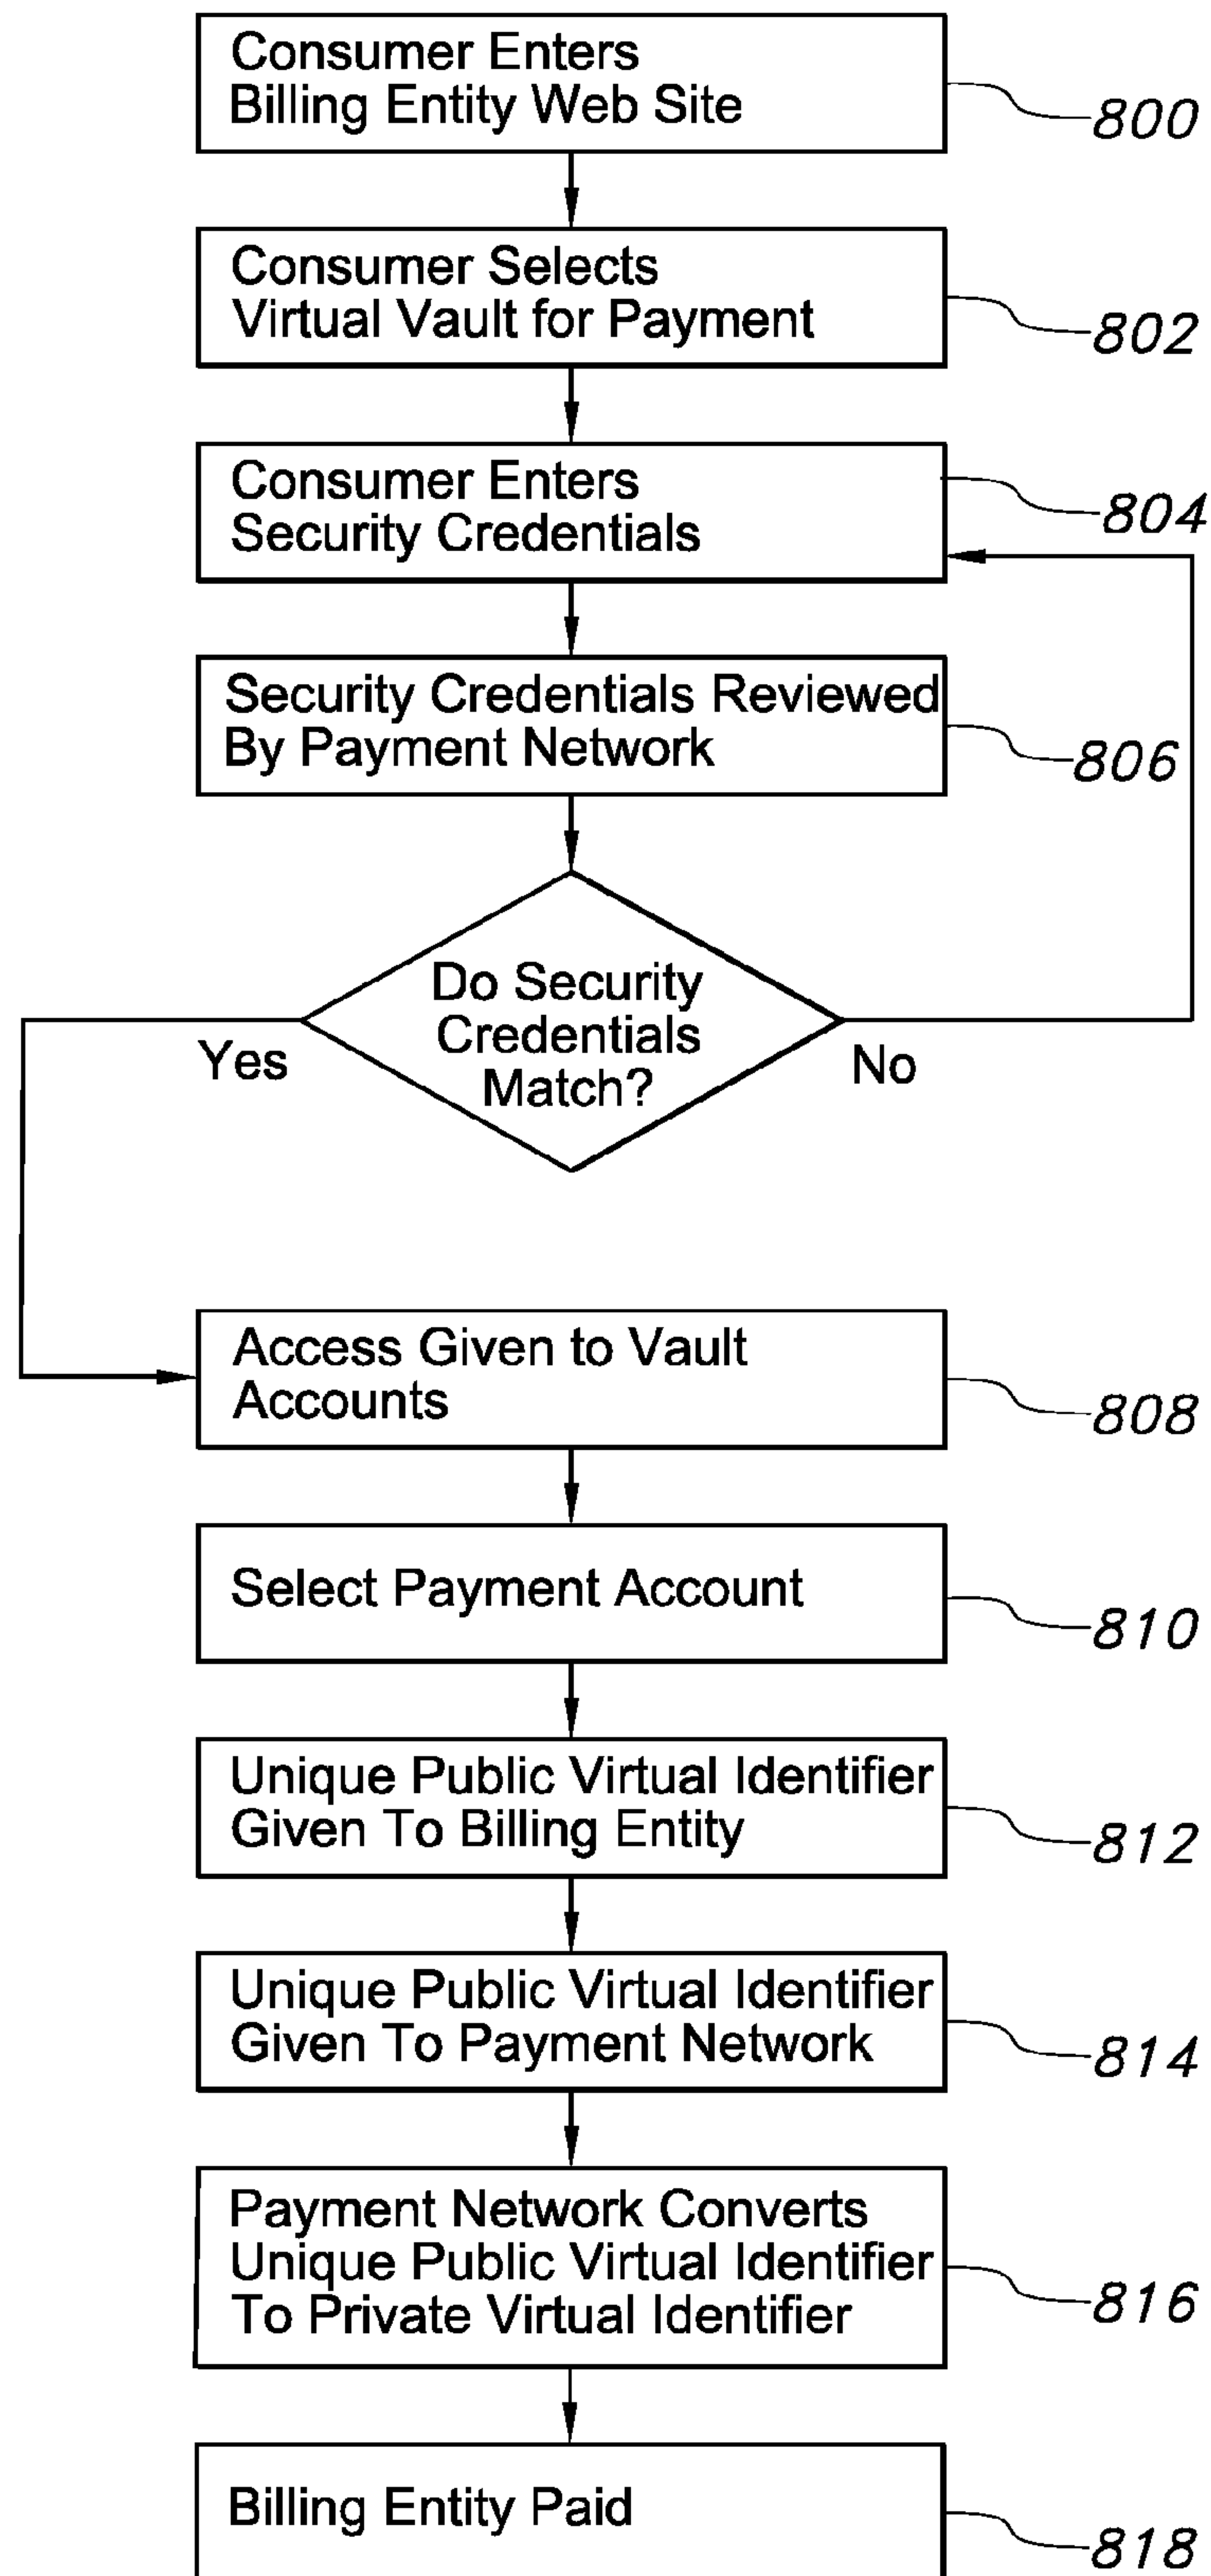 Consumer Enters
Billing Entity Web Site
800
Consumer Selects
Virtual Vault for Payment
802
Consumer Enters
Security Credentials
804
Security Credentials Reviewed
By Payment Network
806
Do Security
Credentials
Match?
Yes
No
Access Given to Vault
Accounts
808
Select Payment Account
810
Unique Public Virtual Identifier
Given To Billing Entity
812
Unique Public Virtual Identifier
Given To Payment Network
814
Payment Network Converts
Unique Public Virtual Identifier
To Private Virtual Identifier
816
Billing Entity Paid
818